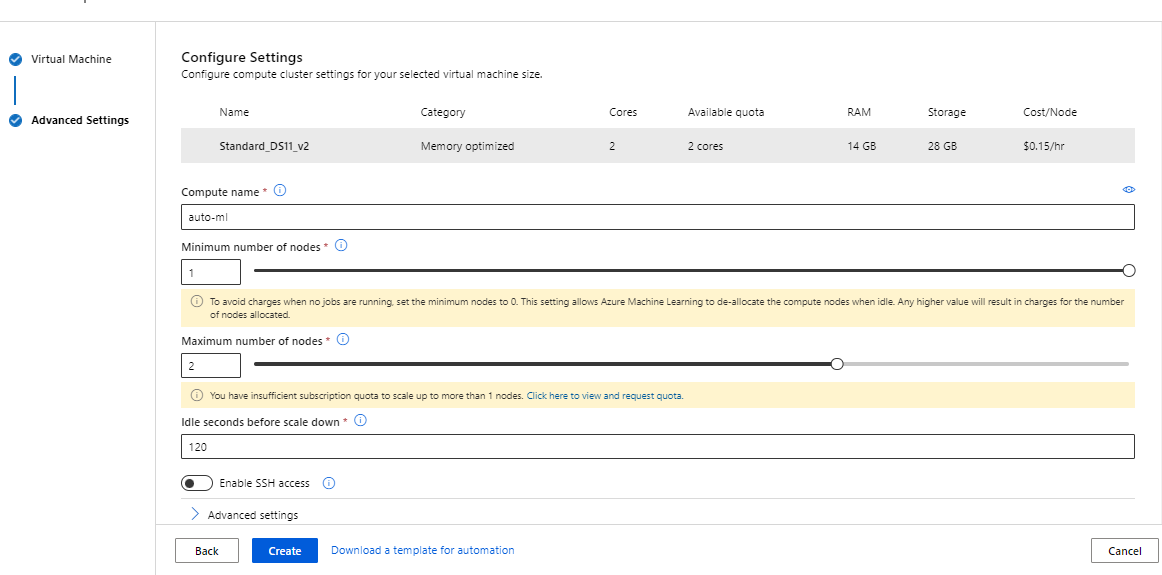 Virtual Machine
Advanced Settings
Configure Settings
Configure compute cluster settings for your selected virtual machine size.
Name Category Cores Available quota RAM Storage Cost/Node
Standard_DS11_v2 Memory optimized 2 2 cores 14 GB 28 GB $0.15/hr
Compute name *
auto-ml
Minimum number of nodes *
1
To avoid charges when no jobs are running, set the minimum nodes to 0. This setting allows Azure Machine Learning to de-allocate the compute nodes when idle. Any higher value will result in charges for the number
of nodes allocated.
Maximum number of nodes *
2
You have insufficient subscription quota to scale up to more than 1 nodes. Click here to view and request quota.
Idle seconds before scale down *
120
Enable SSH access
Advanced settings
Back Create Download a template for automation Cancel